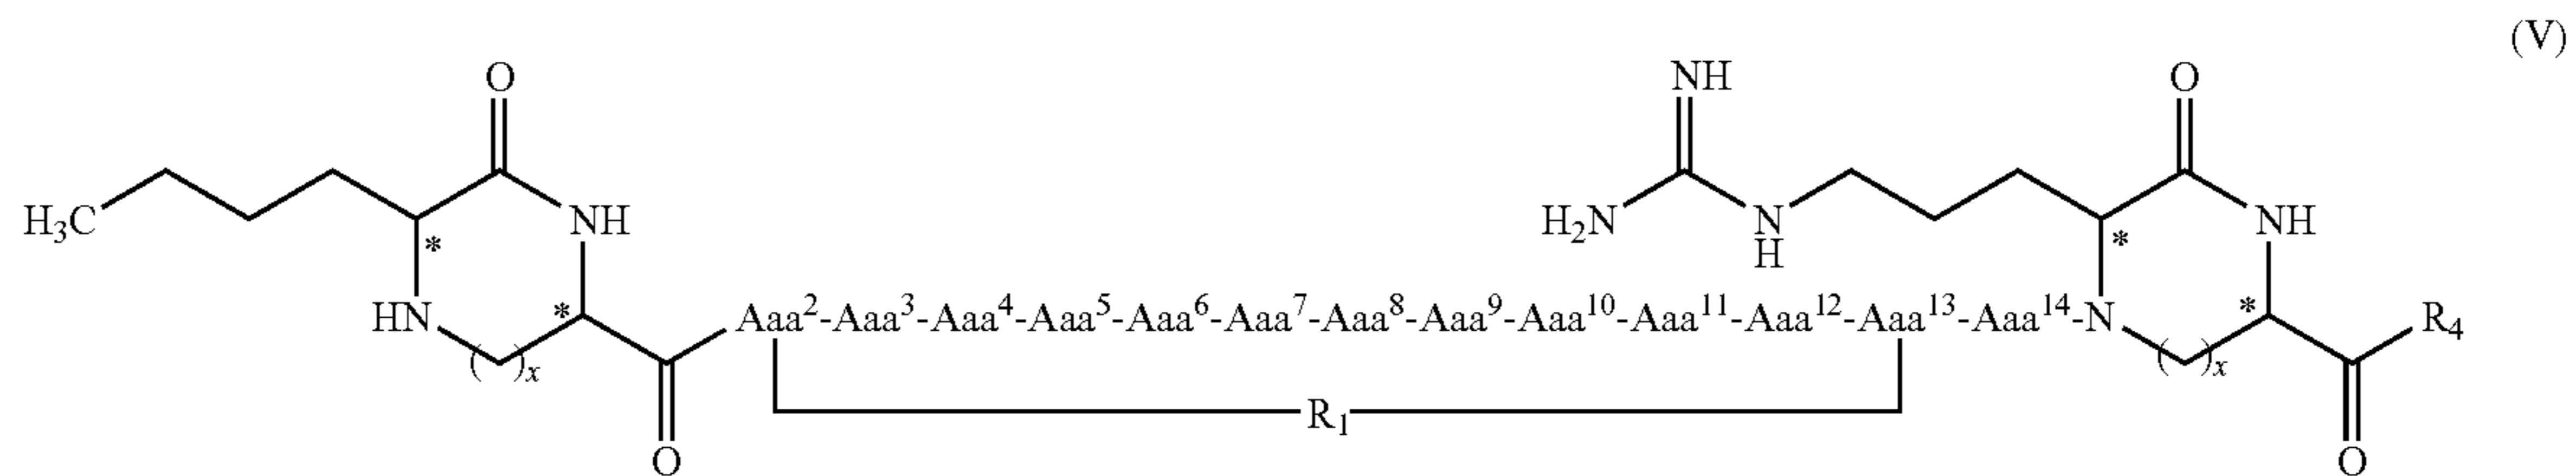 (V)
O NH O
H₃C * NH H₂N N H * NH
HN * Aaa²-Aaa³-Aaa⁴-Aaa⁵-Aaa⁶-Aaa⁷-Aaa⁸-Aaa⁹-Aaa¹⁰-Aaa¹¹-Aaa¹²-Aaa¹³-Aaa¹⁴-N * R₄
( )ₓ ( )ₓ
R₁
O O